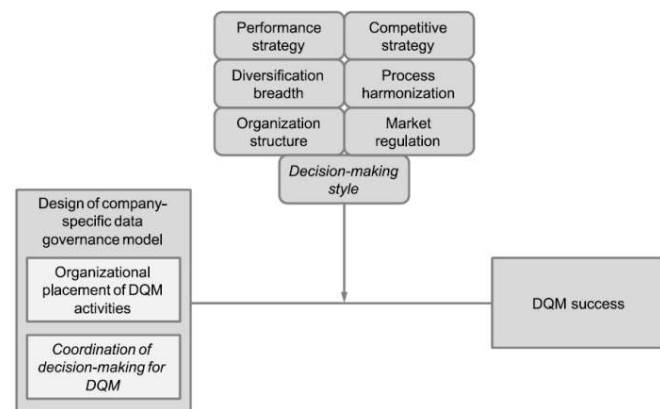 Performance
strategy
Competitive
strategy
Diversification
breadth
Process
harmonization
Organization
structure
Market
regulation
Decision-making
style
Design of company-
specific data
governance model
Organizational
placement of DQM
activities
Coordination of
decision-making for
DQM
DQM success